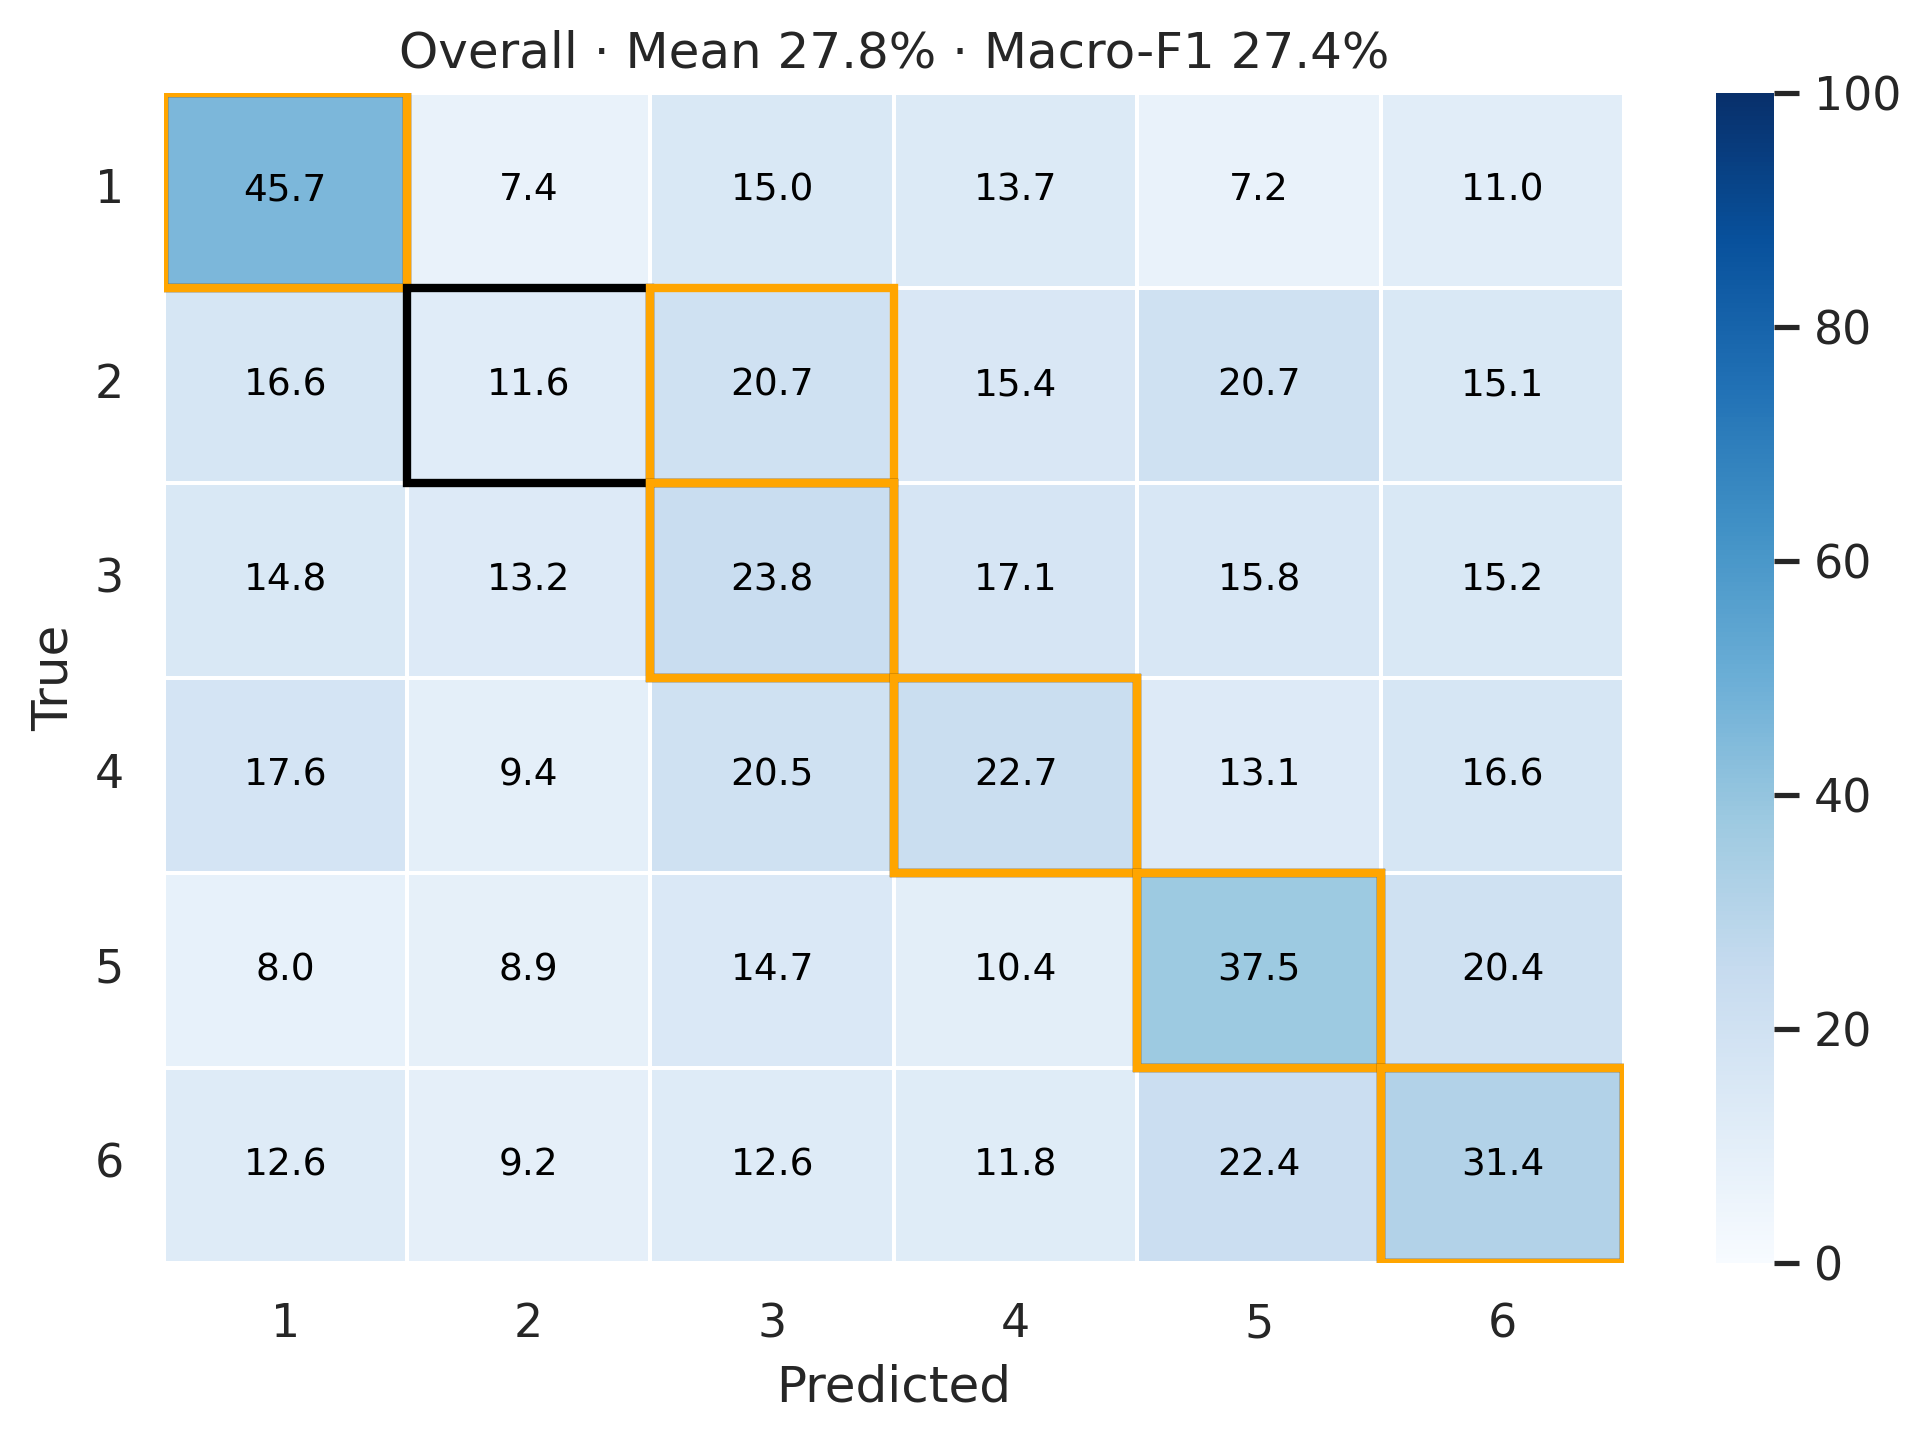 Overall · Mean 27.8% · Macro-F1 27.4%
1 45.7 7.4 15.0 13.7 7.2 11.0
2 16.6 11.6 20.7 15.4 20.7 15.1
3 14.8 13.2 23.8 17.1 15.8 15.2
4 17.6 9.4 20.5 22.7 13.1 16.6
5 8.0 8.9 14.7 10.4 37.5 20.4
6 12.6 9.2 12.6 11.8 22.4 31.4
1 2 3 4 5 6
Predicted
True
100
80
60
40
20
0